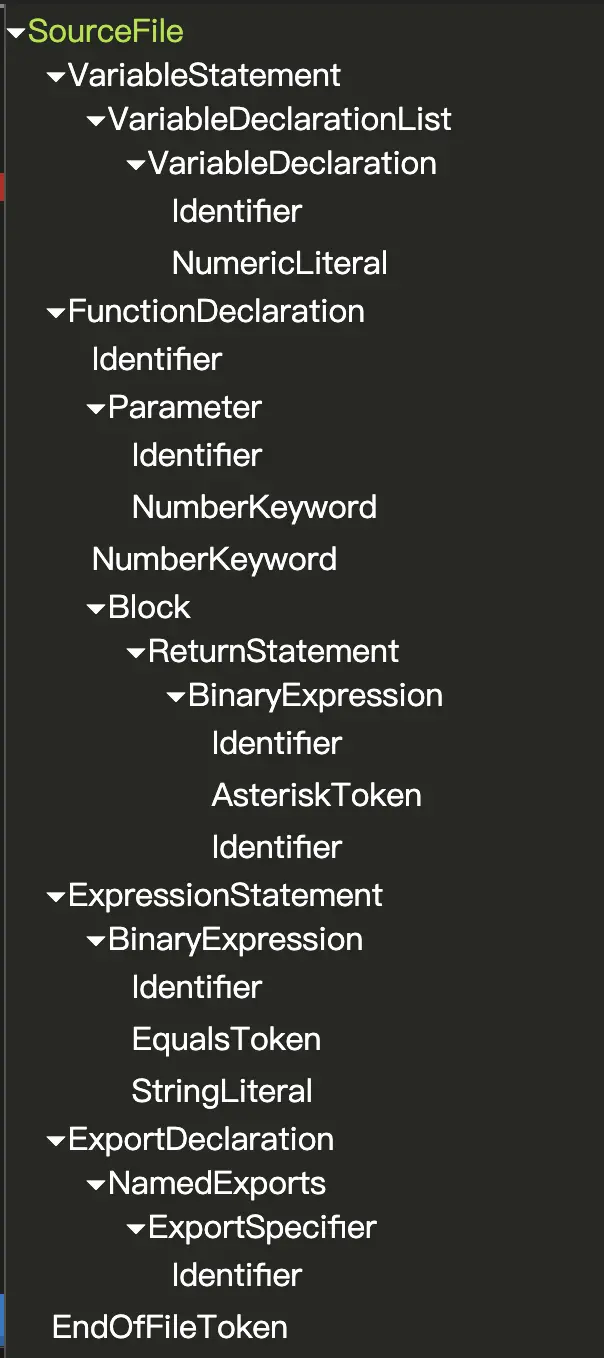 SourceFile
VariableStatement
VariableDeclarationList
VariableDeclaration
Identifier
NumericLiteral
FunctionDeclaration
Identifier
Parameter
Identifier
NumberKeyword
NumberKeyword
Block
ReturnStatement
BinaryExpression
Identifier
AsteriskToken
Identifier
ExpressionStatement
BinaryExpression
Identifier
EqualsToken
StringLiteral
ExportDeclaration
NamedExports
ExportSpecifier
Identifier
EndOfFileToken